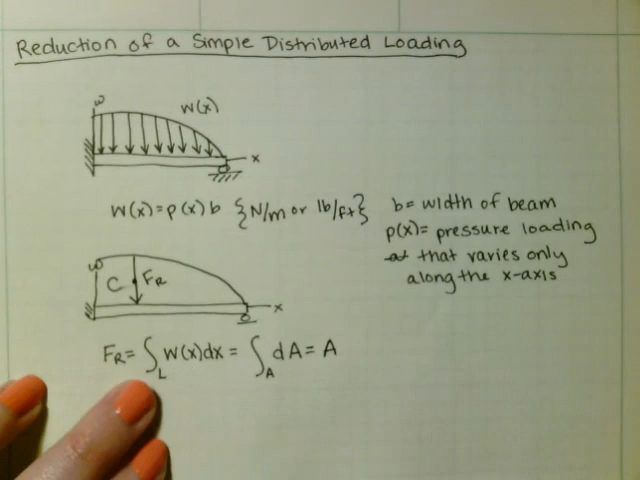 Reduction of a Simple Distributed Loading
w
w(x)
x
w(x)=p(x)b {N/m or lb/ft}
b= width of beam
p(x)= pressure loading
that varies only
along the x-axis
w
C
FR
x
FR= ∫L w(x)dx = ∫A dA = A